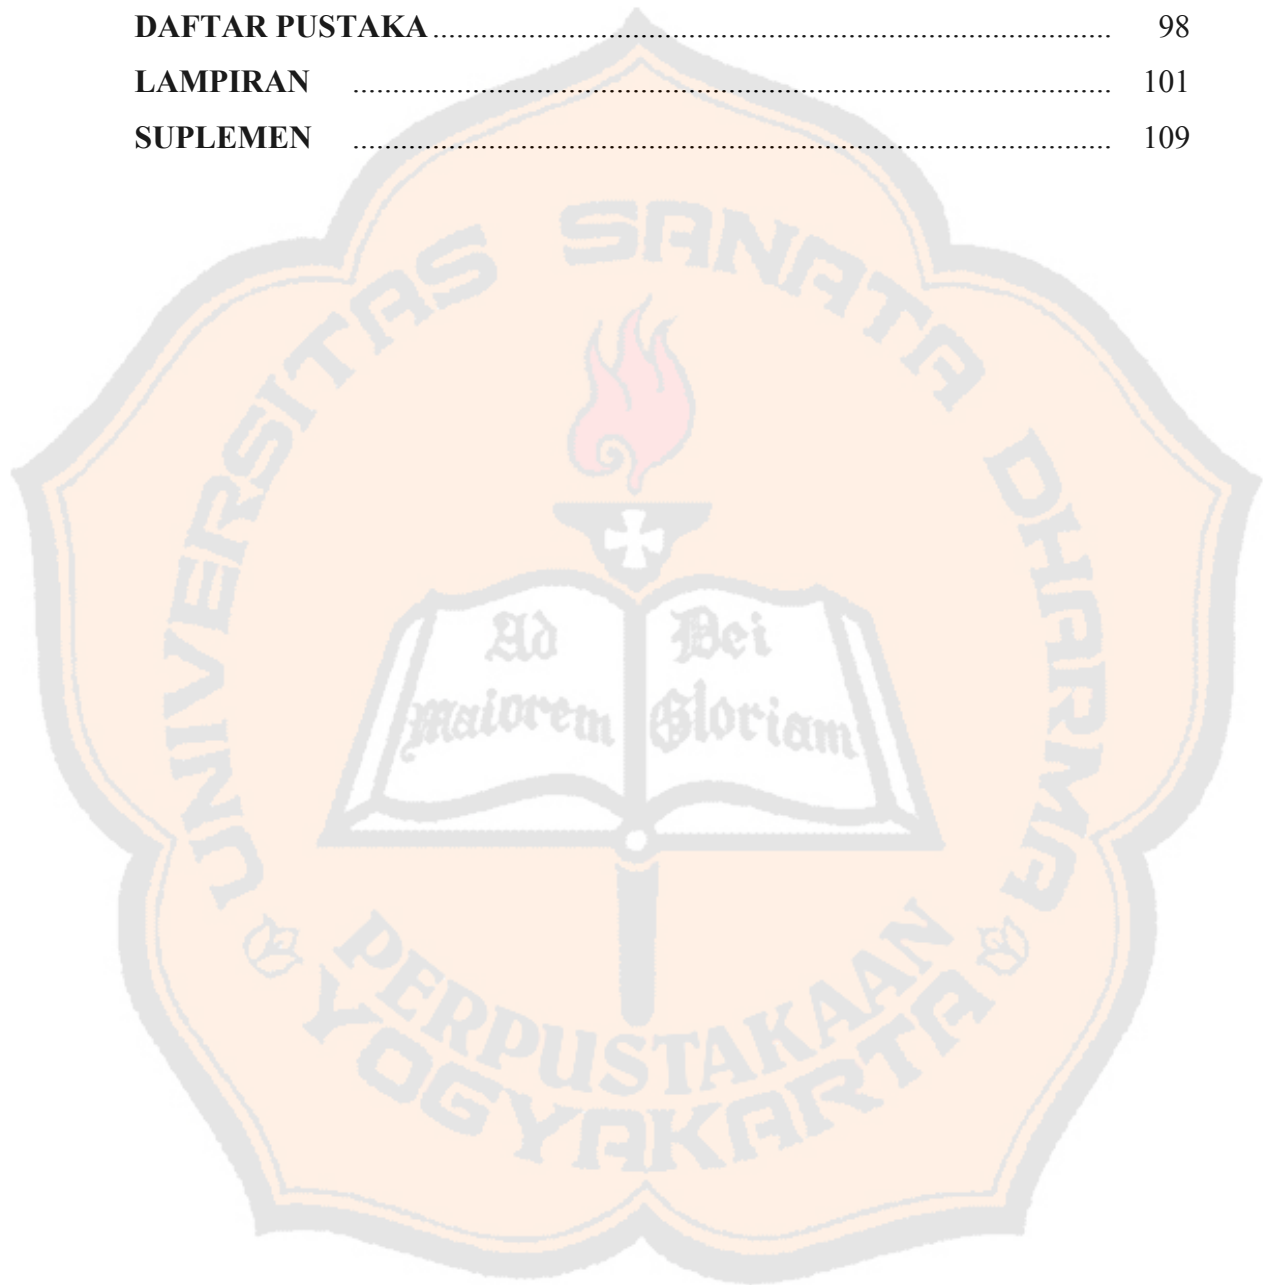 DAFTAR PUSTAKA ........................................................................................ 98
LAMPIRAN ........................................................................................ 101
SUPLEMEN ........................................................................................ 109
UNIVERSITAS SANATA DHARMA
Ad Dei
Maiorem Gloriam
PERPUSTAKAAN
YOGYAKARTA